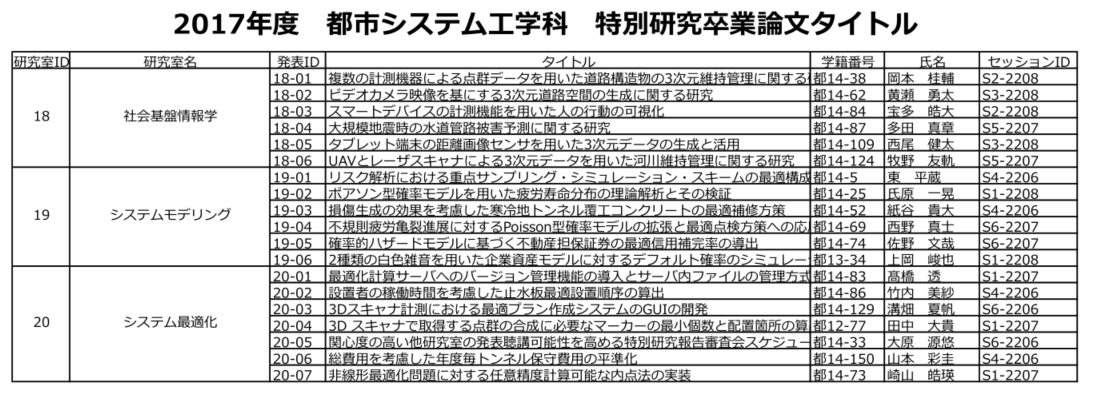 2017年度　都市システム工学科　特別研究卒業論文タイトル
研究室ID 研究室名 発表ID タイトル 学籍番号 氏名 セッションID
18 社会基盤情報学
18-01 複数の計測機器による点群データを用いた道路構造物の3次元維持管理に関する 都14-38 岡本　桂輔 S2-2208
18-02 ビデオカメラ映像を基にする3次元道路空間の生成に関する研究 都14-62 黄瀬　勇太 S3-2208
18-03 スマートデバイスの計測機能を用いた人の行動の可視化 都14-84 宝多　皓大 S2-2208
18-04 大規模地震時の水道管路被害予測に関する研究 都14-87 多田　真章 S5-2207
18-05 タブレット端末の距離画像センサを用いた3次元データの生成と活用 都14-109 西尾　健太 S3-2208
18-06 UAVとレーザスキャナによる3次元データを用いた河川維持管理に関する研究 都14-124 牧野　友軌 S5-2207
19 システムモデリング
19-01 リスク解析における重点サンプリング・シミュレーション・スキームの最適構成 都14-5 東　平蔵 S4-2206
19-02 ポアソン型確率モデルを用いた疲労寿命分布の理論解析とその検証 都14-25 氏原　一晃 S1-2208
19-03 損傷生成の効果を考慮した寒冷地トンネル覆工コンクリートの最適補修方策 都14-52 紙谷　貴大 S4-2206
19-04 不規則疲労亀裂進展に対するPoisson型確率モデルの拡張と最適点検方策への応 都14-69 西野　真士 S6-2207
19-05 確率的ハザードモデルに基づく不動産担保証券の最適信用補完率の導出 都14-74 佐野　文哉 S6-2207
19-06 2種類の白色雑音を用いた企業資産モデルに対するデフォルト確率のシミュレー 都13-34 上岡　峻也 S1-2208
20 システム最適化
20-01 最適化計算サーバへのバージョン管理機能の導入とサーバ内ファイルの管理方式 都14-83 髙橋　透 S1-2207
20-02 設置者の稼働時間を考慮した止水板最適設置順序の算出 都14-86 竹内　美紗 S4-2206
20-03 3Dスキャナ計測における最適プラン作成システムのGUIの開発 都14-129 溝畑　夏帆 S6-2206
20-04 3D スキャナで取得する点群の合成に必要なマーカーの最小個数と配置箇所の算 都12-77 田中　大貴 S1-2207
20-05 関心度の高い他研究室の発表聴講可能性を高める特別研究報告審査会スケジュー 都14-33 大原　源悠 S6-2206
20-06 総費用を考慮した年度毎トンネル保守費用の平準化 都14-150 山本　彩圭 S4-2206
20-07 非線形最適化問題に対する任意精度計算可能な内点法の実装 都14-73 崎山　皓瑛 S1-2207